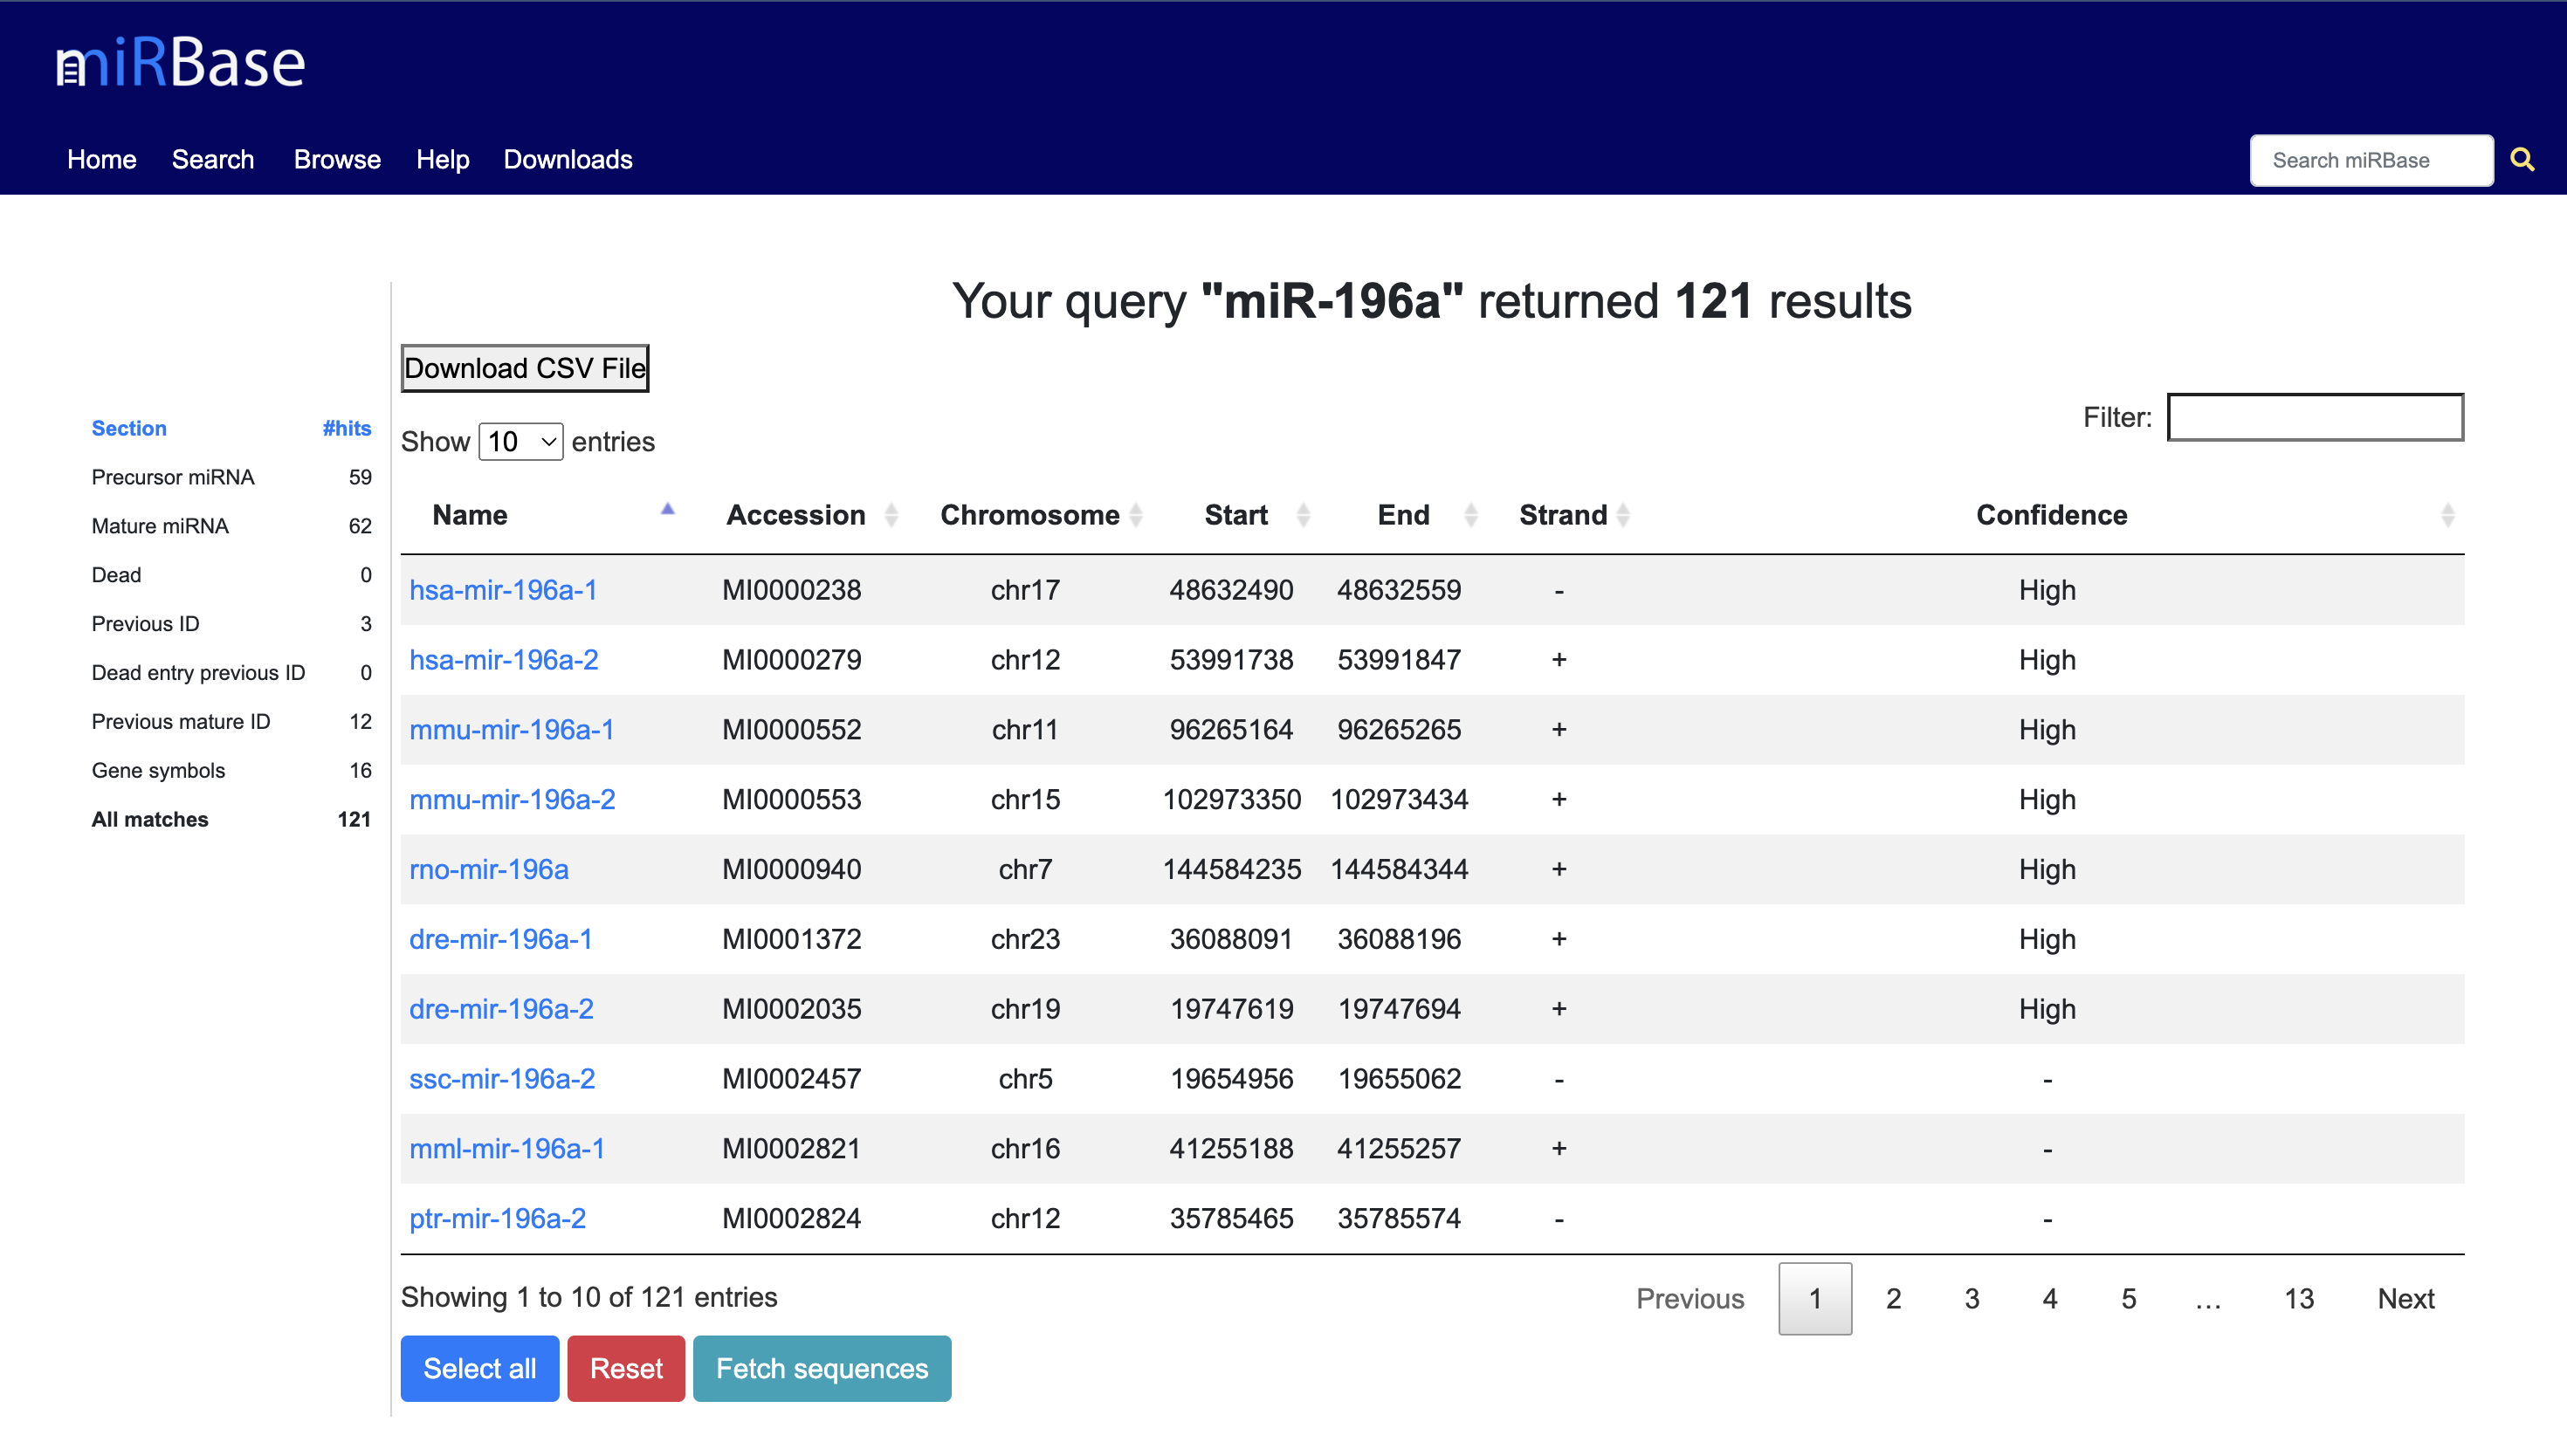 miRBase
Home Search Browse Help Downloads
Search miRBase
Your query "miR-196a" returned 121 results
Download CSV File
Filter:
Show 10 entries
Section #hits
Precursor miRNA 59
Mature miRNA 62
Dead 0
Previous ID 3
Dead entry previous ID 0
Previous mature ID 12
Gene symbols 16
All matches 121
Name Accession Chromosome Start End Strand Confidence
hsa-mir-196a-1 MI0000238 chr17 48632490 48632559 - High
hsa-mir-196a-2 MI0000279 chr12 53991738 53991847 + High
mmu-mir-196a-1 MI0000552 chr11 96265164 96265265 + High
mmu-mir-196a-2 MI0000553 chr15 102973350 102973434 + High
rno-mir-196a MI0000940 chr7 144584235 144584344 + High
dre-mir-196a-1 MI0001372 chr23 36088091 36088196 + High
dre-mir-196a-2 MI0002035 chr19 19747619 19747694 + High
ssc-mir-196a-2 MI0002457 chr5 19654956 19655062 - -
mml-mir-196a-1 MI0002821 chr16 41255188 41255257 + -
ptr-mir-196a-2 MI0002824 chr12 35785465 35785574 - -
Showing 1 to 10 of 121 entries
Previous 1 2 3 4 5 … 13 Next
Select all Reset Fetch sequences